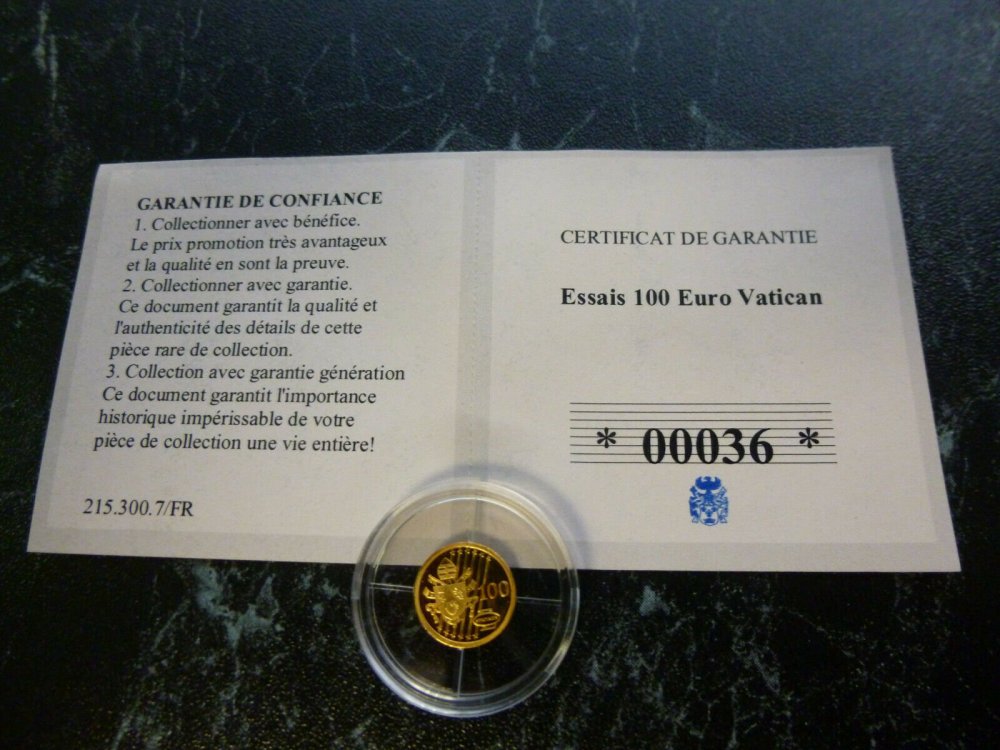 GARANTIE DE CONFIANCE
1. Collectionner avec bénéfice.
Le prix promotion très avantageux
et la qualité en sont la preuve.
2. Collectionner avec garantie.
Ce document garantit la qualité et
l'authenticité des détails de cette
pièce rare de collection.
3. Collection avec garantie génération
Ce document garantit l'importance
historique impérissable de votre
pièce de collection une vie entière!
215.300.7/FR
CERTIFICAT DE GARANTIE
Essais 100 Euro Vatican
* 00036 *
100